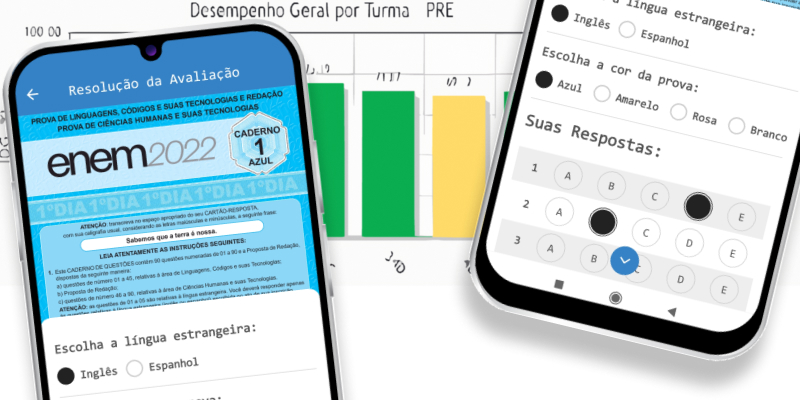 Desempenho Geral por Turma PRE
100 00
Resolução da Avaliação
PROVA DE LINGUAGENS, CÓDIGOS E SUAS TECNOLOGIAS E REDAÇÃO
PROVA DE CIÊNCIAS HUMANAS E SUAS TECNOLOGIAS
enem2022
CADERNO
1
AZUL
1ºDIA 1ºDIA 1ºDIA 1ºDIA 1ºDIA
ATENÇÃO: transcreva no espaço apropriado do seu CARTÃO-RESPOSTA,
com sua caligrafia usual, considerando as letras maiúsculas e minúsculas, a seguinte frase:
Sabemos que a terra é nossa.
LEIA ATENTAMENTE AS INSTRUÇÕES SEGUINTES:
1. Este CADERNO DE QUESTÕES contém 90 questões numeradas de 01 a 90 e a Proposta de Redação,
dispostas da seguinte maneira:
a) questões de número 01 a 45, relativas à área de Linguagens, Códigos e suas Tecnologias;
b) Proposta de Redação;
c) questões de número 46 a 90, relativas à área de Ciências Humanas e suas Tecnologias.
ATENÇÃO: as questões de 01 a 05 são relativas à língua estrangeira. Você deverá responder apenas
Escolha a língua estrangeira:
Inglês Espanhol
J4D
língua estrangeira:
Inglês Espanhol
Escolha a cor da prova:
Azul Amarelo Rosa Branco
Suas Respostas:
1 A B C E
2 A C D E
3 A B C D E